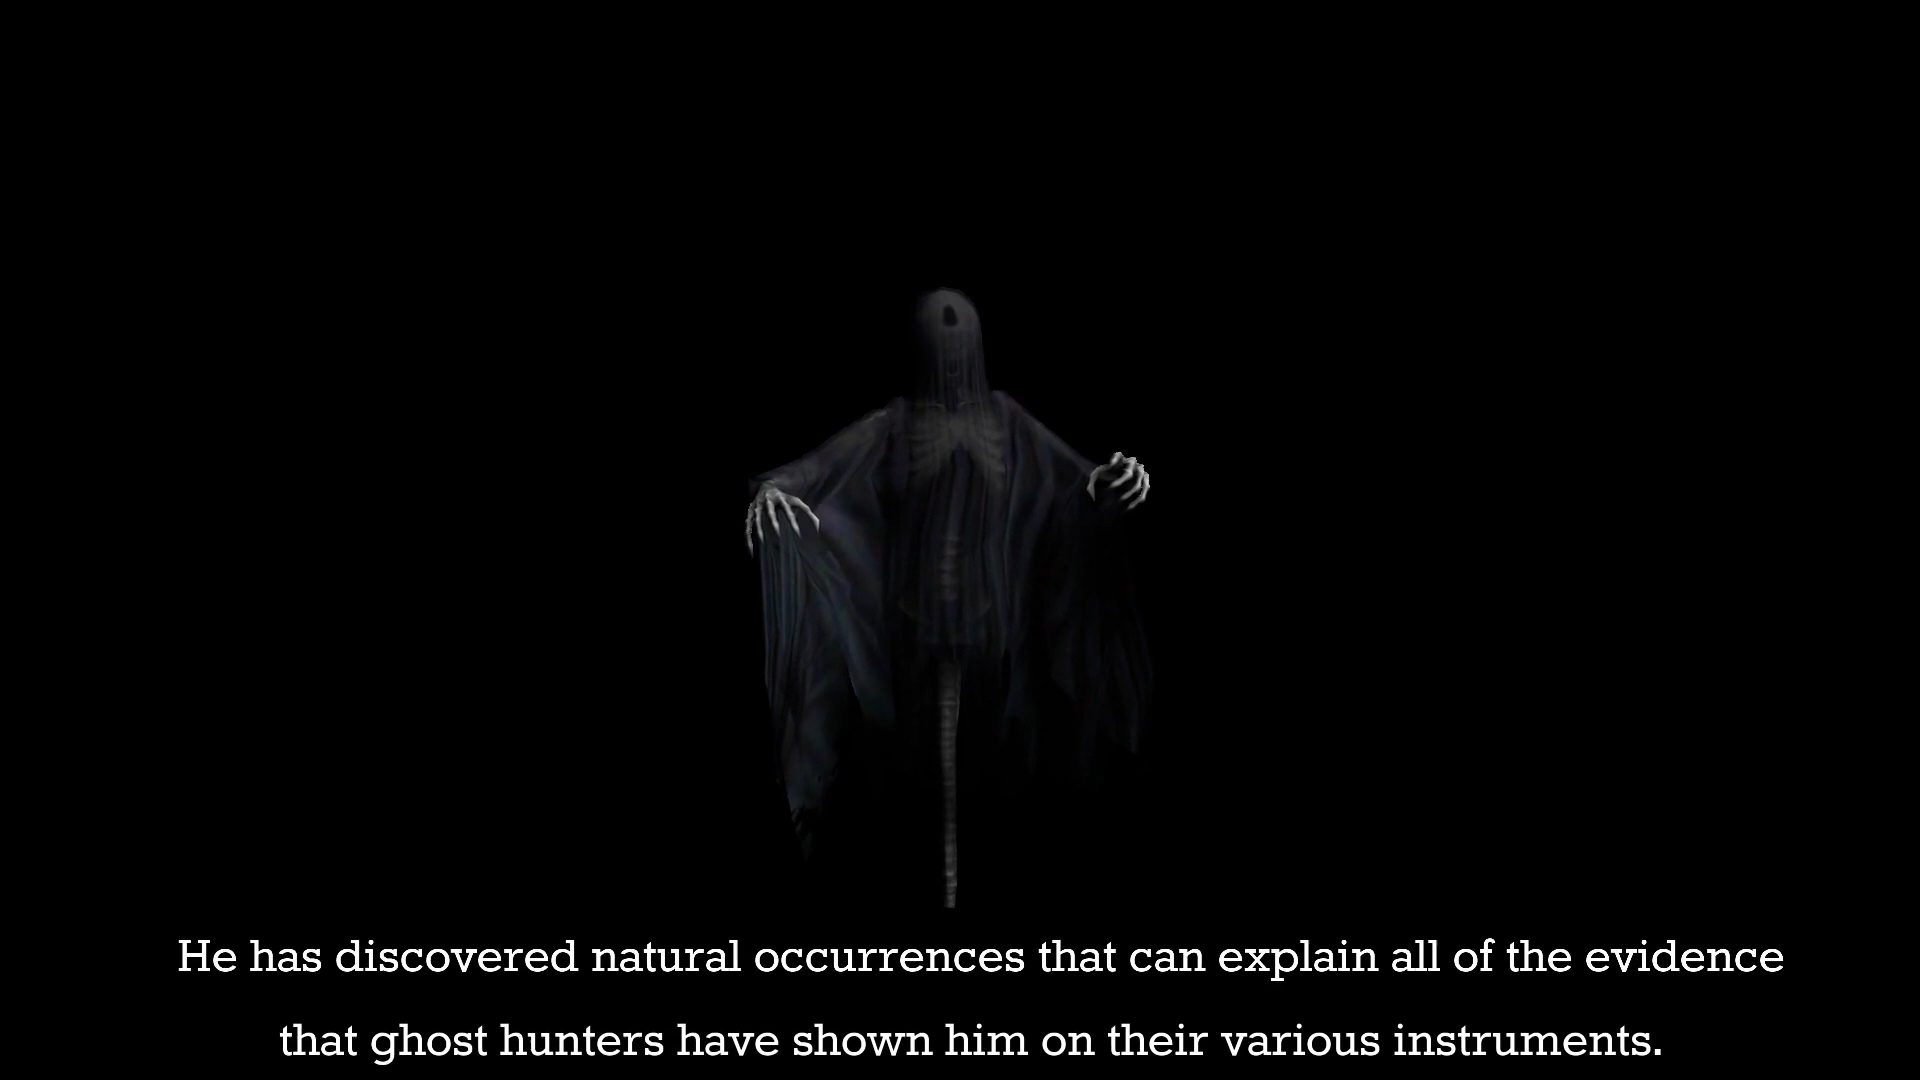 He has discovered natural occurrences that can explain all of the evidence
that ghost hunters have shown him on their various instruments.